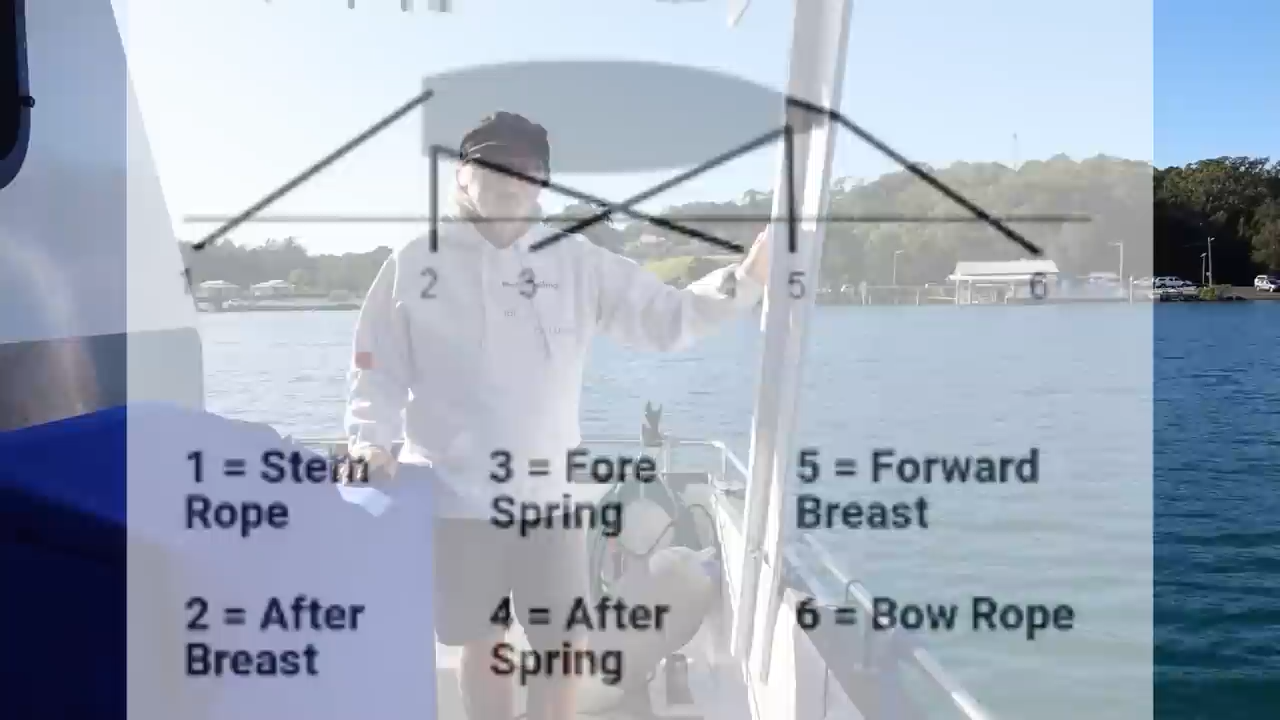 1
2
3
4
5
6
1 = Stern
Rope
3 = Fore
Spring
5 = Forward
Breast
2 = After
Breast
4 = After
Spring
6 = Bow Rope